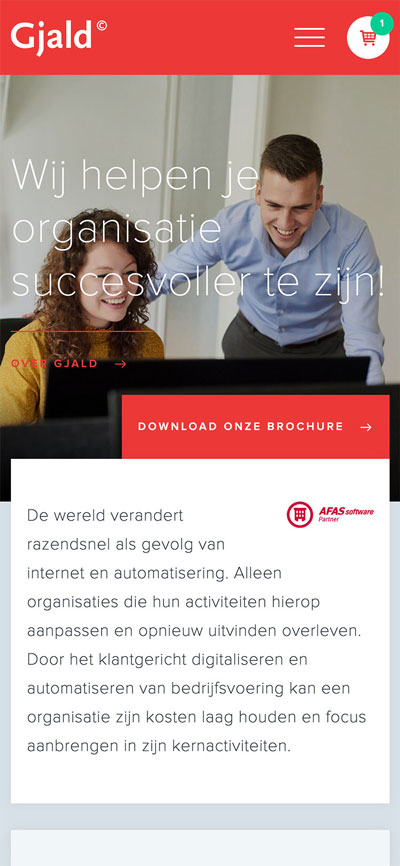 Gjald©
1
Wij helpen je
organisatie
succesvoller te zijn!
OVER GJALD →
DOWNLOAD ONZE BROCHURE →
AFAS software
Partner
De wereld verandert
razendsnel als gevolg van
internet en automatisering. Alleen
organisaties die hun activiteiten hierop
aanpassen en opnieuw uitvinden overleven.
Door het klantgericht digitaliseren en
automatiseren van bedrijfsvoering kan een
organisatie zijn kosten laag houden en focus
aanbrengen in zijn kernactiviteiten.